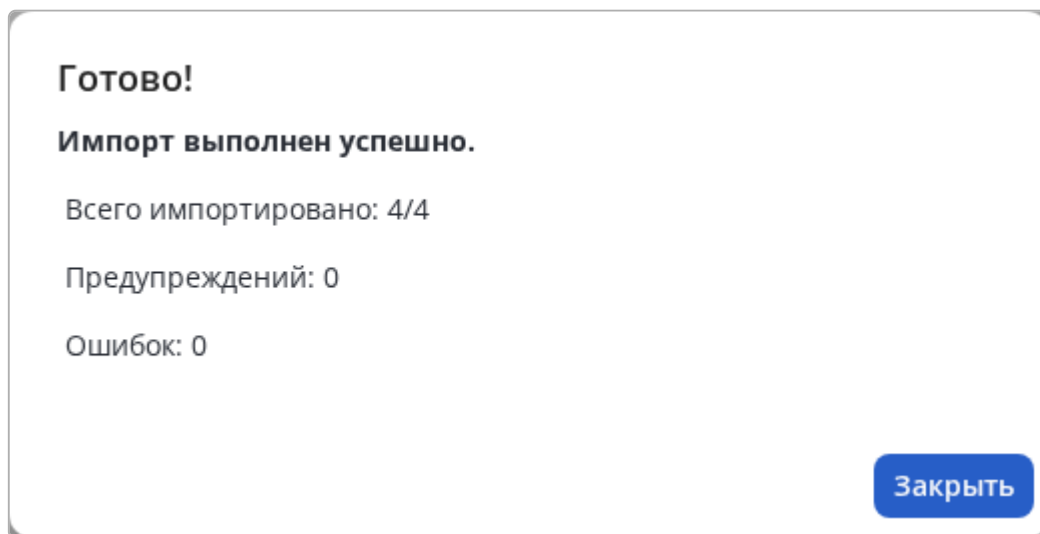 Готово!
Импорт выполнен успешно.
Всего импортировано: 4/4
Предупреждений: 0
Ошибок: 0
Закрыть